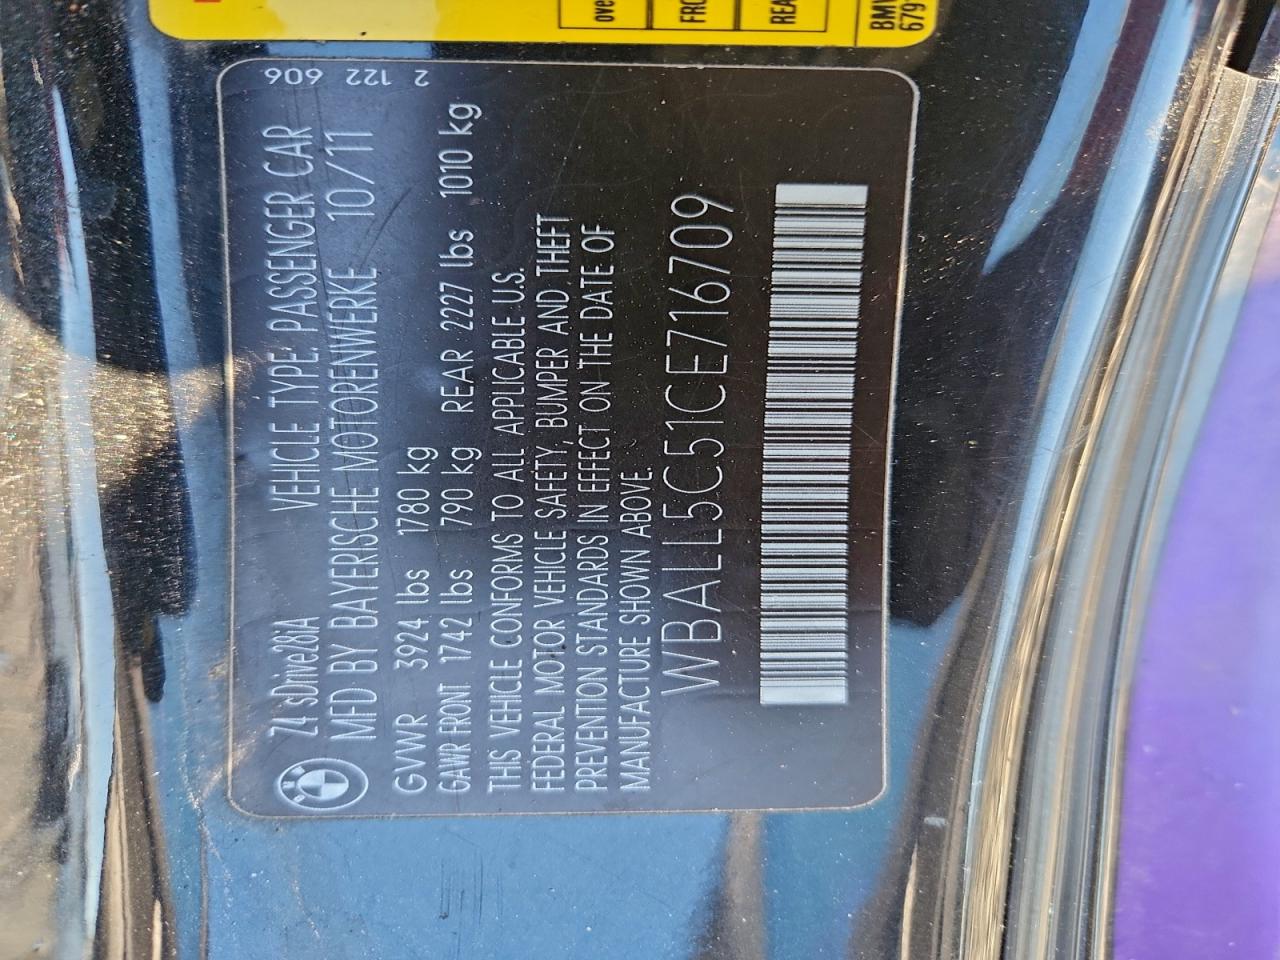 Z4 sDrive28iA VEHICLE TYPE: PASSENGER CAR 606
MFD BY BAYERISCHE MOTORENWERKE 10/11 22
GVWR 3924 lbs 1780 kg 122
GAWR FRONT 1742 lbs 790 kg REAR 2227 lbs 1010 kg 2
THIS VEHICLE CONFORMS TO ALL APPLICABLE U.S.
FEDERAL MOTOR VEHICLE SAFETY, BUMPER AND THEFT
PREVENTION STANDARDS IN EFFECT ON THE DATE OF
MANUFACTURE SHOWN ABOVE.
WBALL5C51CE716709